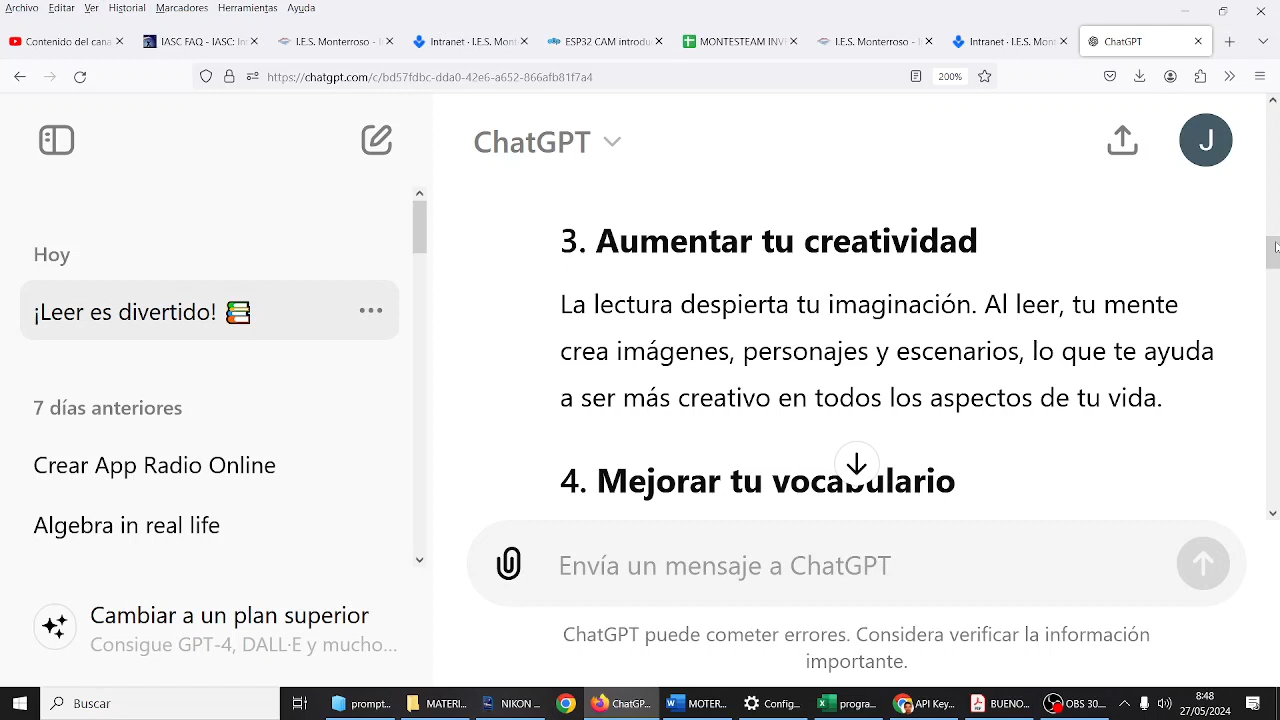 Archivo Editar Ver Historial Marcadores Herramientas Ayuda
Contenido del cana
IASC FAQ - IASC: In
I.E.S. Monterroso - I
Intranet - I.E.S. Mon
ESP32 CAM introdu
MONTESTEAM INV
I.E.S. Monterroso - I
Intranet - I.E.S. Mon
ChatGPT
https://chatgpt.com/c/bd57fdbc-dda0-42e6-a652-866afb81f7a4
200%
ChatGPT
J
Hoy
¡Leer es divertido!
7 días anteriores
Crear App Radio Online
Algebra in real life
Cambiar a un plan superior
Consigue GPT-4, DALL·E y mucho...
3. Aumentar tu creatividad
La lectura despierta tu imaginación. Al leer, tu mente
crea imágenes, personajes y escenarios, lo que te ayuda
a ser más creativo en todos los aspectos de tu vida.
4. Mejorar tu vocabulario
Envía un mensaje a ChatGPT
ChatGPT puede cometer errores. Considera verificar la información
importante.
Buscar
prompt...
MATERI...
NIKON ...
ChatGP...
MOTER...
Config...
progra...
API Key...
BUENO...
OBS 30...
8:48
27/05/2024